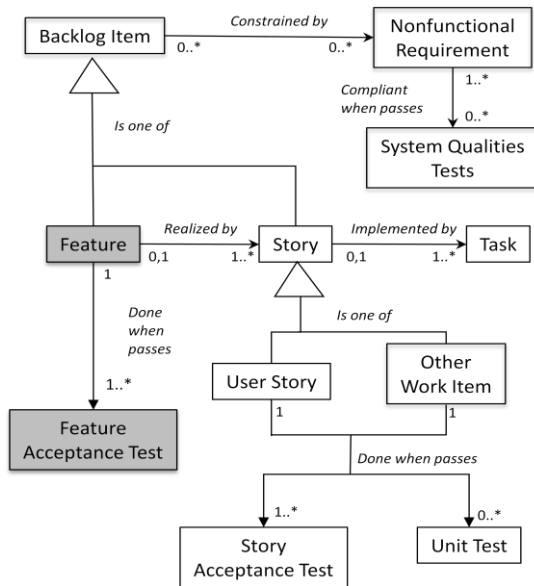 Constrained by
Backlog Item
Nonfunctional
Requirement
0..*
0..*
1..*
Compliant
when passes
0..*
Is one of
System Qualities
Tests
Realized by
Implemented by
Feature
Story
Task
1
0,1
1..*
0,1
1..*
Done
when
passes
Is one of
1..*
User Story
Other
Work Item
1
1
Feature
Acceptance Test
Done when passes
1..*
0..*
Story
Acceptance Test
Unit Test